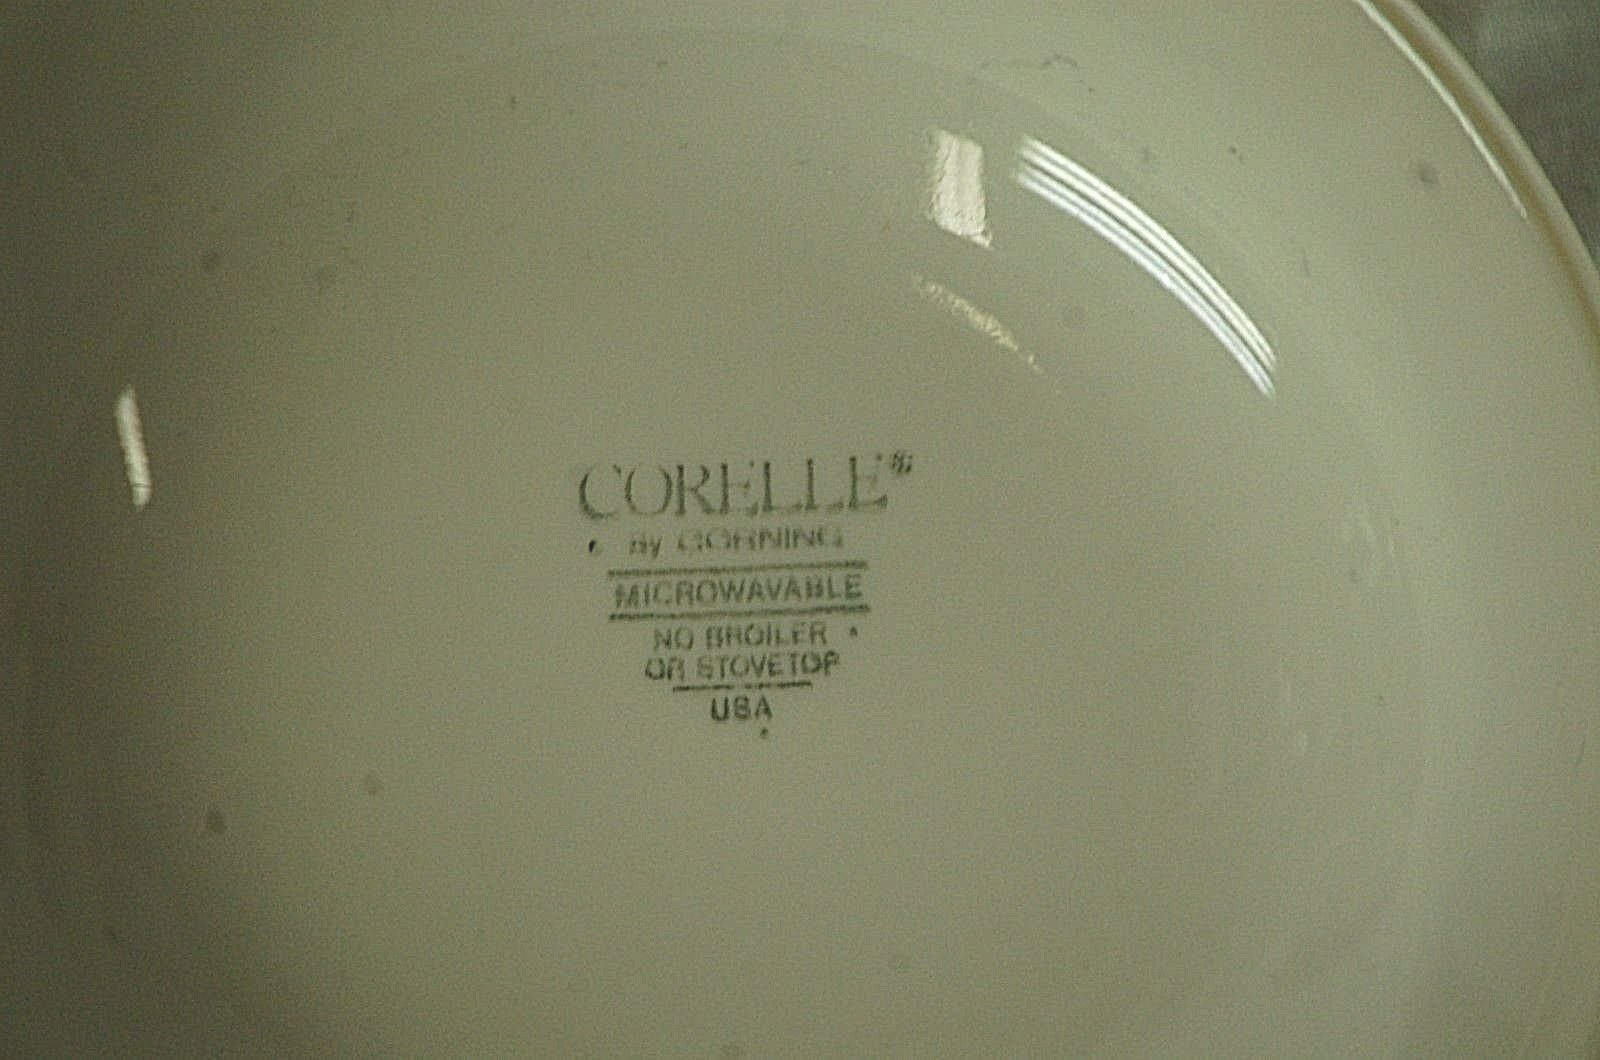 CORELLE®
By CORNING
MICROWAVABLE
NO BROILER
OR STOVETOP
USA